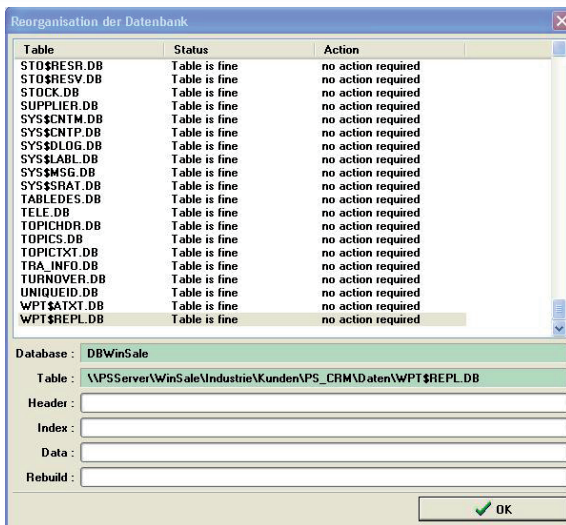 Reorganisation der Datenbank
Table Status Action
STO$RESR.DB Table is fine no action required
STO$RESV.DB Table is fine no action required
STOCK.DB Table is fine no action required
SUPPLIER.DB Table is fine no action required
SYS$CNTM.DB Table is fine no action required
SYS$CNTP.DB Table is fine no action required
SYS$DLOG.DB Table is fine no action required
SYS$LABL.DB Table is fine no action required
SYS$MSG.DB Table is fine no action required
SYS$SRAT.DB Table is fine no action required
TABLEDES.DB Table is fine no action required
TELE.DB Table is fine no action required
TOPICHDR.DB Table is fine no action required
TOPICS.DB Table is fine no action required
TOPICTXT.DB Table is fine no action required
TRA_INFO.DB Table is fine no action required
TURNOVER.DB Table is fine no action required
UNIQUEID.DB Table is fine no action required
WPT$ATXT.DB Table is fine no action required
WPT$REPL.DB Table is fine no action required
Database : DBWinSale
Table : \\PSServer\WinSale\Industrie\Kunden\PS_CRM\Daten\WPT$REPL.DB
Header :
Index :
Data :
Rebuild :
OK